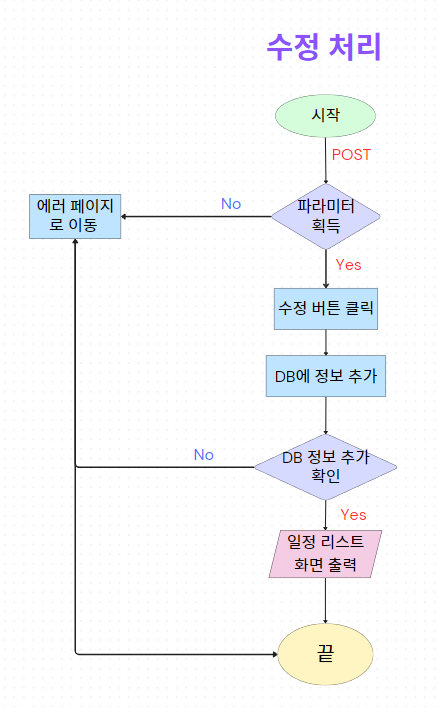 수정 처리
시작
POST
파라미터
획득
No
에러 페이지
로 이동
Yes
수정 버튼 클릭
DB에 정보 추가
DB 정보 추가
확인
No
Yes
일정 리스트
화면 출력
끝